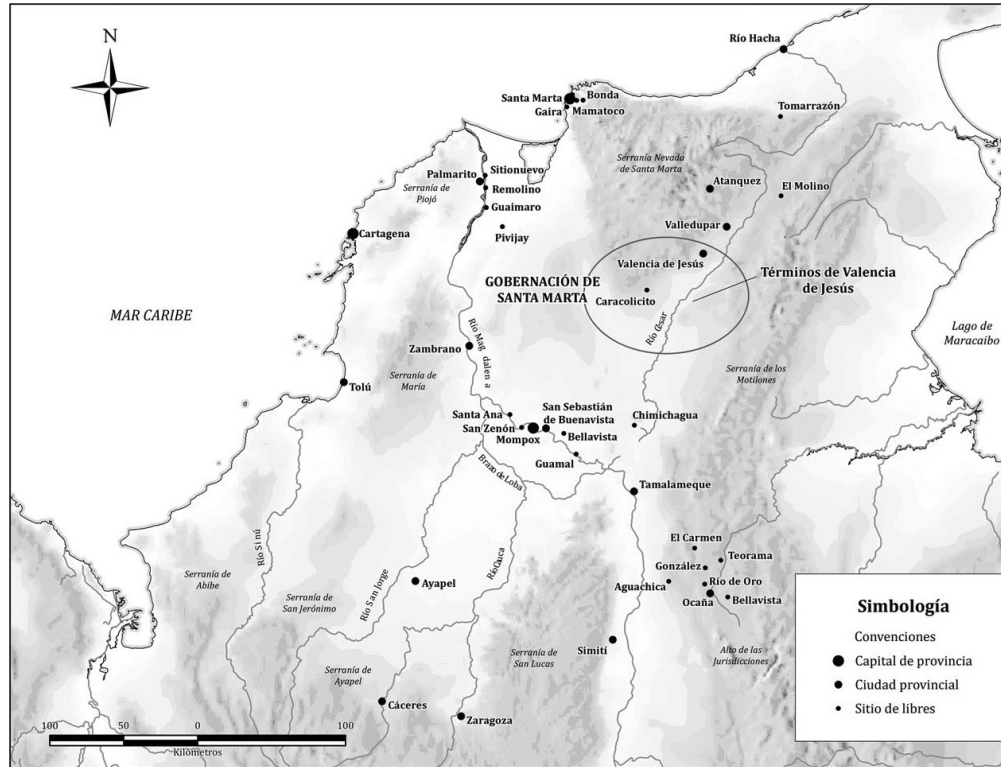 N
Río Hacha
Santa Marta
Bonda
Gaira
Mamatoco
Tomarrazón
Serranía Nevada
de Santa Marta
Sitionuevo
Palmarito
Serranía de
Piojó
Remolino
Atanquez
El Molino
Guaimaro
Pivijay
Valledupar
Cartagena
Valencia de Jesús
Términos de Valencia
de Jesús
GOBERNACIÓN DE
SANTA MARTA
Caracolicito
MAR CARIBE
Río César
Río Magdalena
Lago de
Maracaibo
Zambrano
Serranía de
María
Serranía de los
Motilones
Tolú
Santa Ana
San Sebastián
de Buenavista
San Zenón
Mompox
Bellavista
Chimichagua
Guamal
Brazo de Loba
Tamalameque
Río Sinú
Río San Jorge
Río Cauca
El Carmen
Teorama
González
Serranía de
Abibe
Serranía de
San Jerónimo
Ayapel
Aguachica
Río de Oro
Ocaña
Bellavista
Serranía de
San Lucas
Simití
Alto de las
Jurisdicciones
Serranía de
Ayapel
Cáceres
Zaragoza
100 50 0 100
Kilómetros
Simbología
Convenciones
Capital de provincia
Ciudad provincial
Sitio de libres